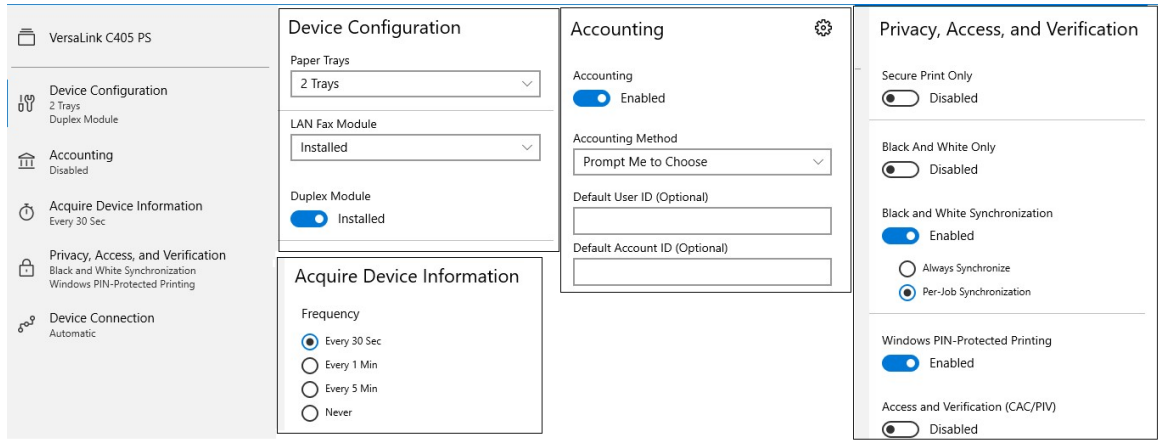 VersaLink C405 PS
Device Configuration
2 Trays
Duplex Module
Accounting
Disabled
Acquire Device Information
Every 30 Sec
Privacy, Access, and Verification
Black and White Synchronization
Windows PIN-Protected Printing
Device Connection
Automatic
Device Configuration
Paper Trays
2 Trays
LAN Fax Module
Installed
Duplex Module
Installed
Acquire Device Information
Frequency
Every 30 Sec
Every 1 Min
Every 5 Min
Never
Accounting
Accounting
Enabled
Accounting Method
Prompt Me to Choose
Default User ID (Optional)
Default Account ID (Optional)
Privacy, Access, and Verification
Secure Print Only
Disabled
Black And White Only
Disabled
Black and White Synchronization
Enabled
Always Synchronize
Per-Job Synchronization
Windows PIN-Protected Printing
Enabled
Access and Verification (CAC/PIV)
Disabled